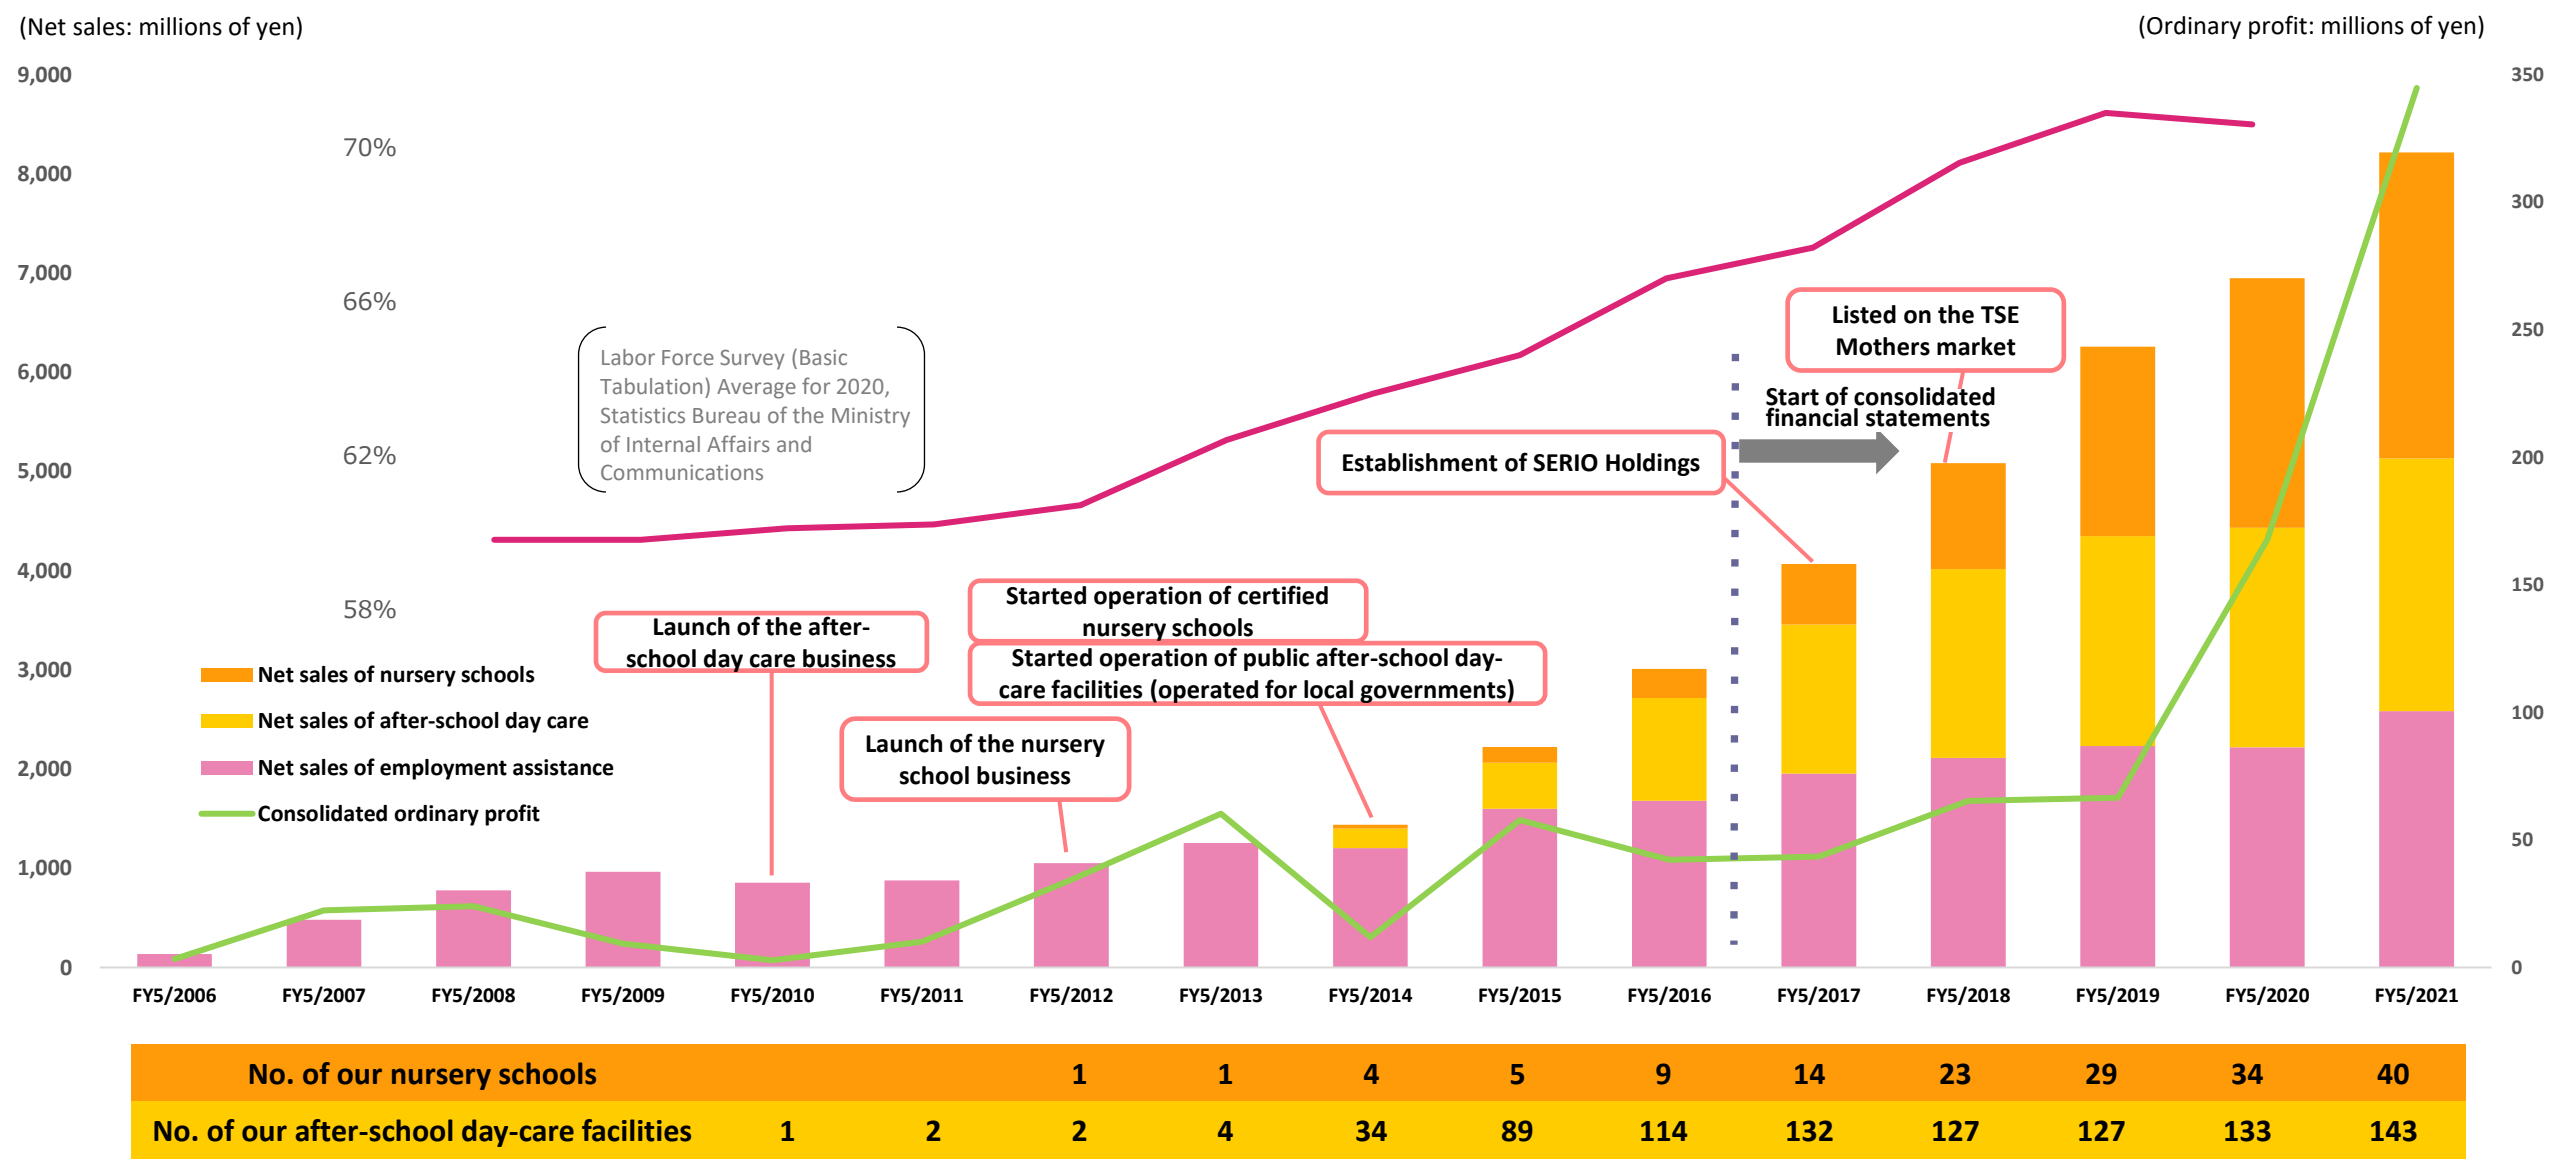 (Net sales: millions of yen)
(Ordinary profit: millions of yen)
9,000
8,000
7,000
6,000
5,000
4,000
3,000
2,000
1,000
0
350
300
250
200
150
100
50
0
70%
66%
62%
58%
Labor Force Survey (Basic
Tabulation) Average for 2020,
Statistics Bureau of the Ministry
of Internal Affairs and
Communications
Listed on the TSE
Mothers market
Start of consolidated
financial statements
Establishment of SERIO Holdings
Started operation of certified
nursery schools
Started operation of public after-school day-
care facilities (operated for local governments)
Launch of the after-
school day care business
Launch of the nursery
school business
Net sales of nursery schools
Net sales of after-school day care
Net sales of employment assistance
Consolidated ordinary profit
FY5/2006 FY5/2007 FY5/2008 FY5/2009 FY5/2010 FY5/2011 FY5/2012 FY5/2013 FY5/2014 FY5/2015 FY5/2016 FY5/2017 FY5/2018 FY5/2019 FY5/2020 FY5/2021
No. of our nursery schools 1 1 4 5 9 14 23 29 34 40
No. of our after-school day-care facilities 1 2 2 4 34 89 114 132 127 127 133 143